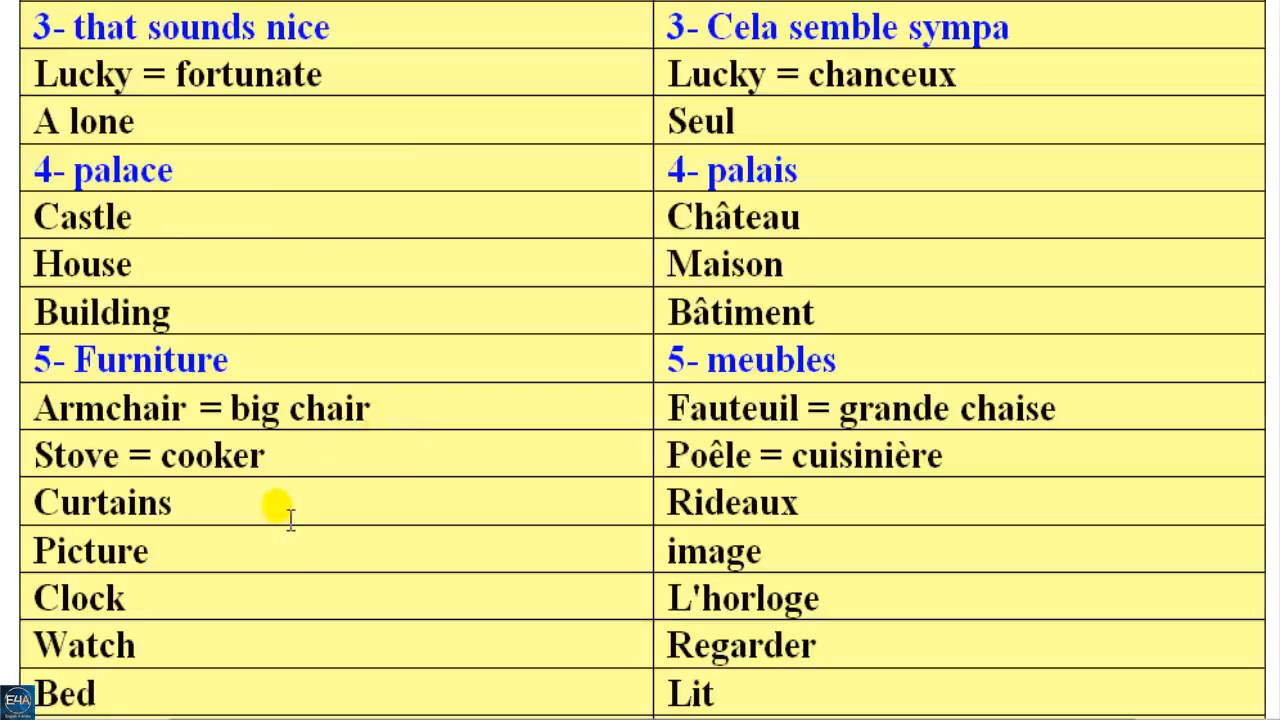 3- that sounds nice 3- Cela semble sympa
Lucky = fortunate Lucky = chanceux
A lone Seul
4- palace 4- palais
Castle Château
House Maison
Building Bâtiment
5- Furniture 5- meubles
Armchair = big chair Fauteuil = grande chaise
Stove = cooker Poêle = cuisinière
Curtains Rideaux
Picture image
Clock L'horloge
Watch Regarder
Bed Lit
E4A